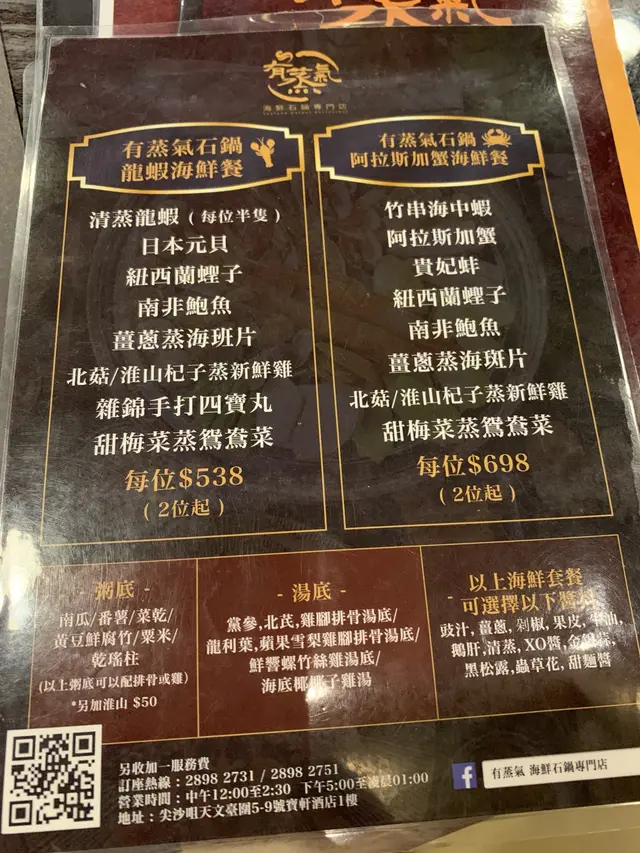 蒸氣
有蒸氣
海鮮石鍋專門店
有蒸氣石鍋
龍蝦海鮮餐
清蒸龍蝦 ( 每位半隻 )
日本元貝
紐西蘭蟶子
南非鮑魚
薑蔥蒸海班片
北菇/淮山杞子蒸新鮮雞
雜錦手打四寶丸
甜梅菜蒸鴛鴦菜
每位$538
( 2位起 )
有蒸氣石鍋
阿拉斯加蟹海鮮餐
竹串海中蝦
阿拉斯加蟹
貴妃蚌
紐西蘭蟶子
南非鮑魚
薑蔥蒸海班片
北菇/淮山杞子蒸新鮮雞
甜梅菜蒸鴛鴦菜
每位$698
( 2位起 )
- 粥底 -
南瓜/番薯/菜乾/
黃豆鮮腐竹/粟米/
乾瑤柱
(以上粥底可以配排骨或雞)
*另加淮山 $50
- 湯底 -
黨參,北芪,雞腳排骨湯底/
龍利葉,蘋果雪梨雞腳排骨湯底/
鮮響螺竹絲雞湯底/
海底椰椰子雞湯
- 以上海鮮套餐
可選擇以下醬
豉汁,薑蔥,剁椒,果皮,油,
鵝肝,清蒸,XO醬,金銀蒜,
黑松露,蟲草花,甜麵醬
另收加一服務費
訂座熱線 : 2898 2731 / 2898 2751
營業時間 : 中午12:00至2:30 下午5:00至凌晨01:00
地址 : 尖沙咀天文臺圍5-9號寶軒酒店1樓
有蒸氣 海鮮石鍋專門店